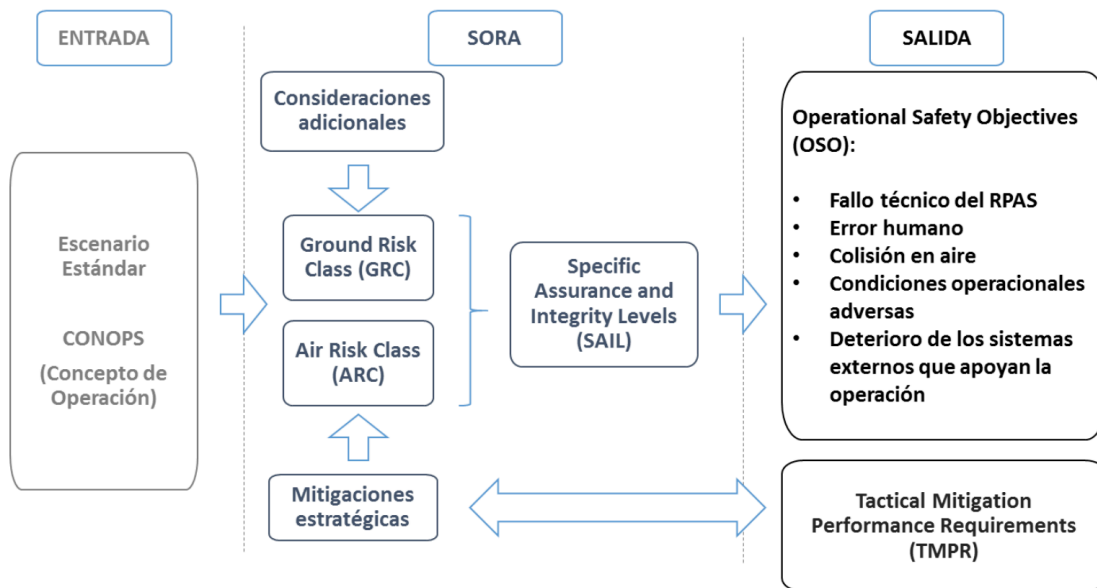 ENTRADA
SORA
SALIDA
Escenario
Estándar
CONOPS
(Concepto de
Operación)
Consideraciones
adicionales
Ground Risk
Class (GRC)
Air Risk Class
(ARC)
Mitigaciones
estratégicas
Specific
Assurance and
Integrity Levels
(SAIL)
Operational Safety Objectives
(OSO):
• Fallo técnico del RPAS
• Error humano
• Colisión en aire
• Condiciones operacionales
adversas
• Deterioro de los sistemas
externos que apoyan la
operación
Tactical Mitigation
Performance Requirements
(TMPR)